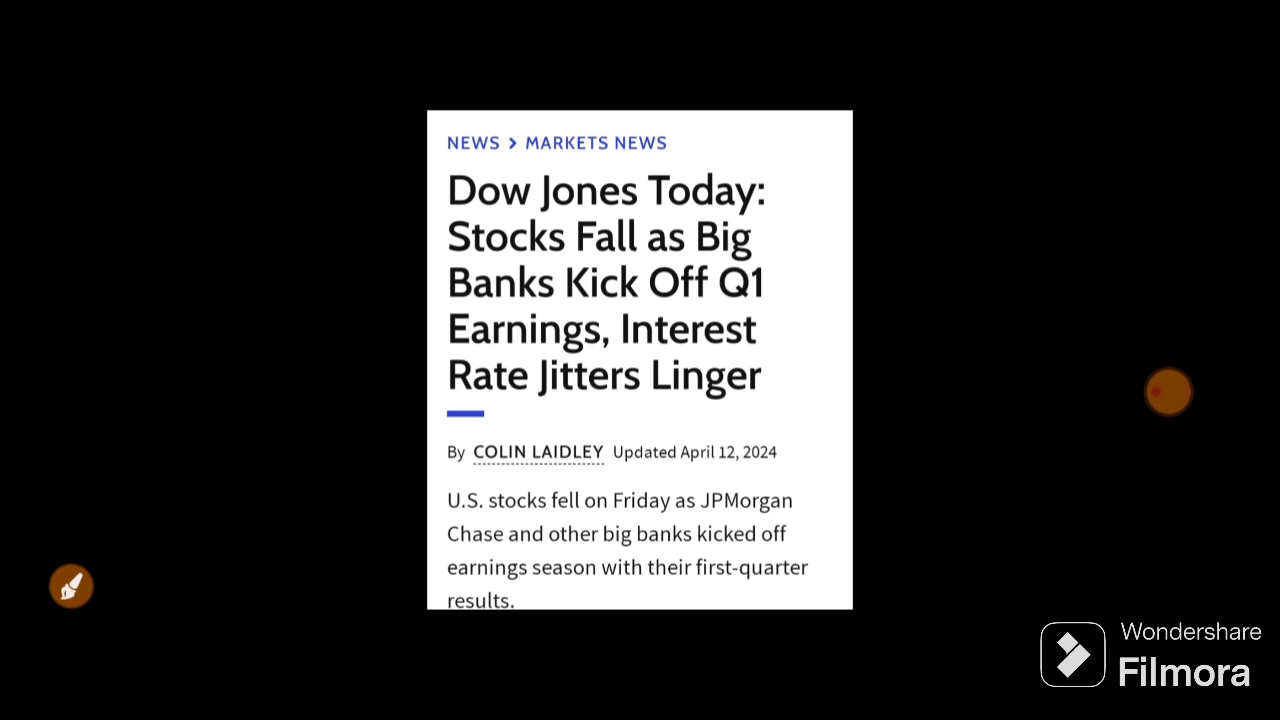 NEWS > MARKETS NEWS
Dow Jones Today:
Stocks Fall as Big
Banks Kick Off Q1
Earnings, Interest
Rate Jitters Linger
By COLIN LAIDLEY Updated April 12, 2024
U.S. stocks fell on Friday as JPMorgan
Chase and other big banks kicked off
earnings season with their first-quarter
results.
Wondershare
Filmora